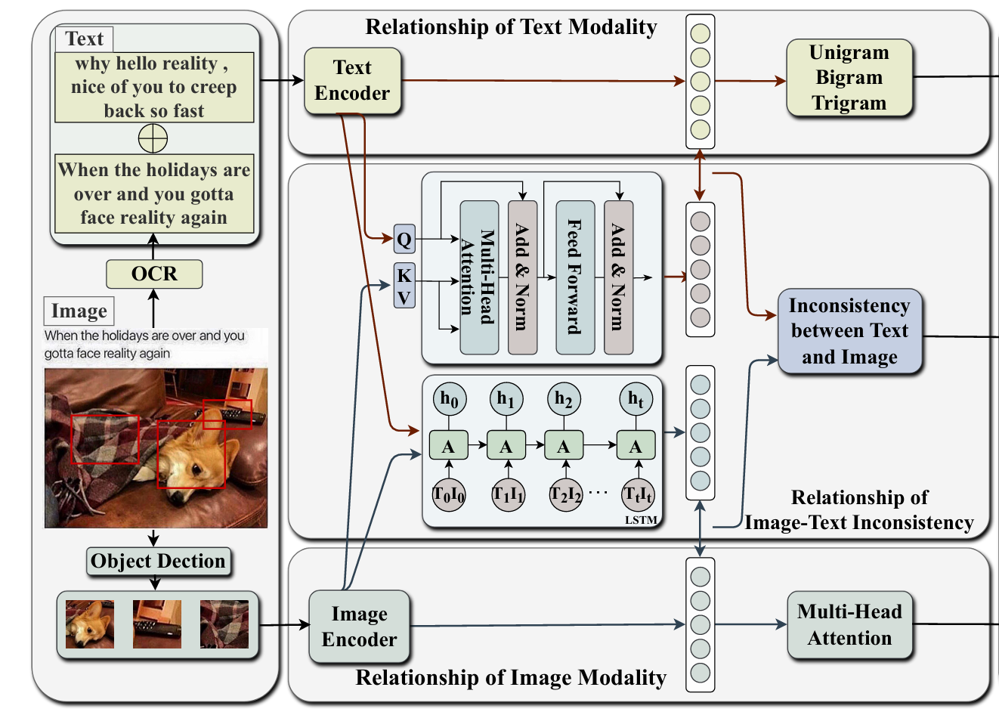 Text
why hello reality ,
nice of you to creep
back so fast
When the holidays are
over and you gotta
face reality again
OCR
Image
When the holidays are over and you
gotta face reality again
Object Dection
Relationship of Text Modality
Text
Encoder
Unigram
Bigram
Trigram
Q
K
V
Multi-Head
Attention
Add & Norm
Feed Forward
Add & Norm
h0
h1
h2
ht
A
A
A
A
T0I0
T1I1
T2I2
···
TtIt
LSTM
Inconsistency
between Text
and Image
Relationship of
Image-Text Inconsistency
Image
Encoder
Multi-Head
Attention
Relationship of Image Modality